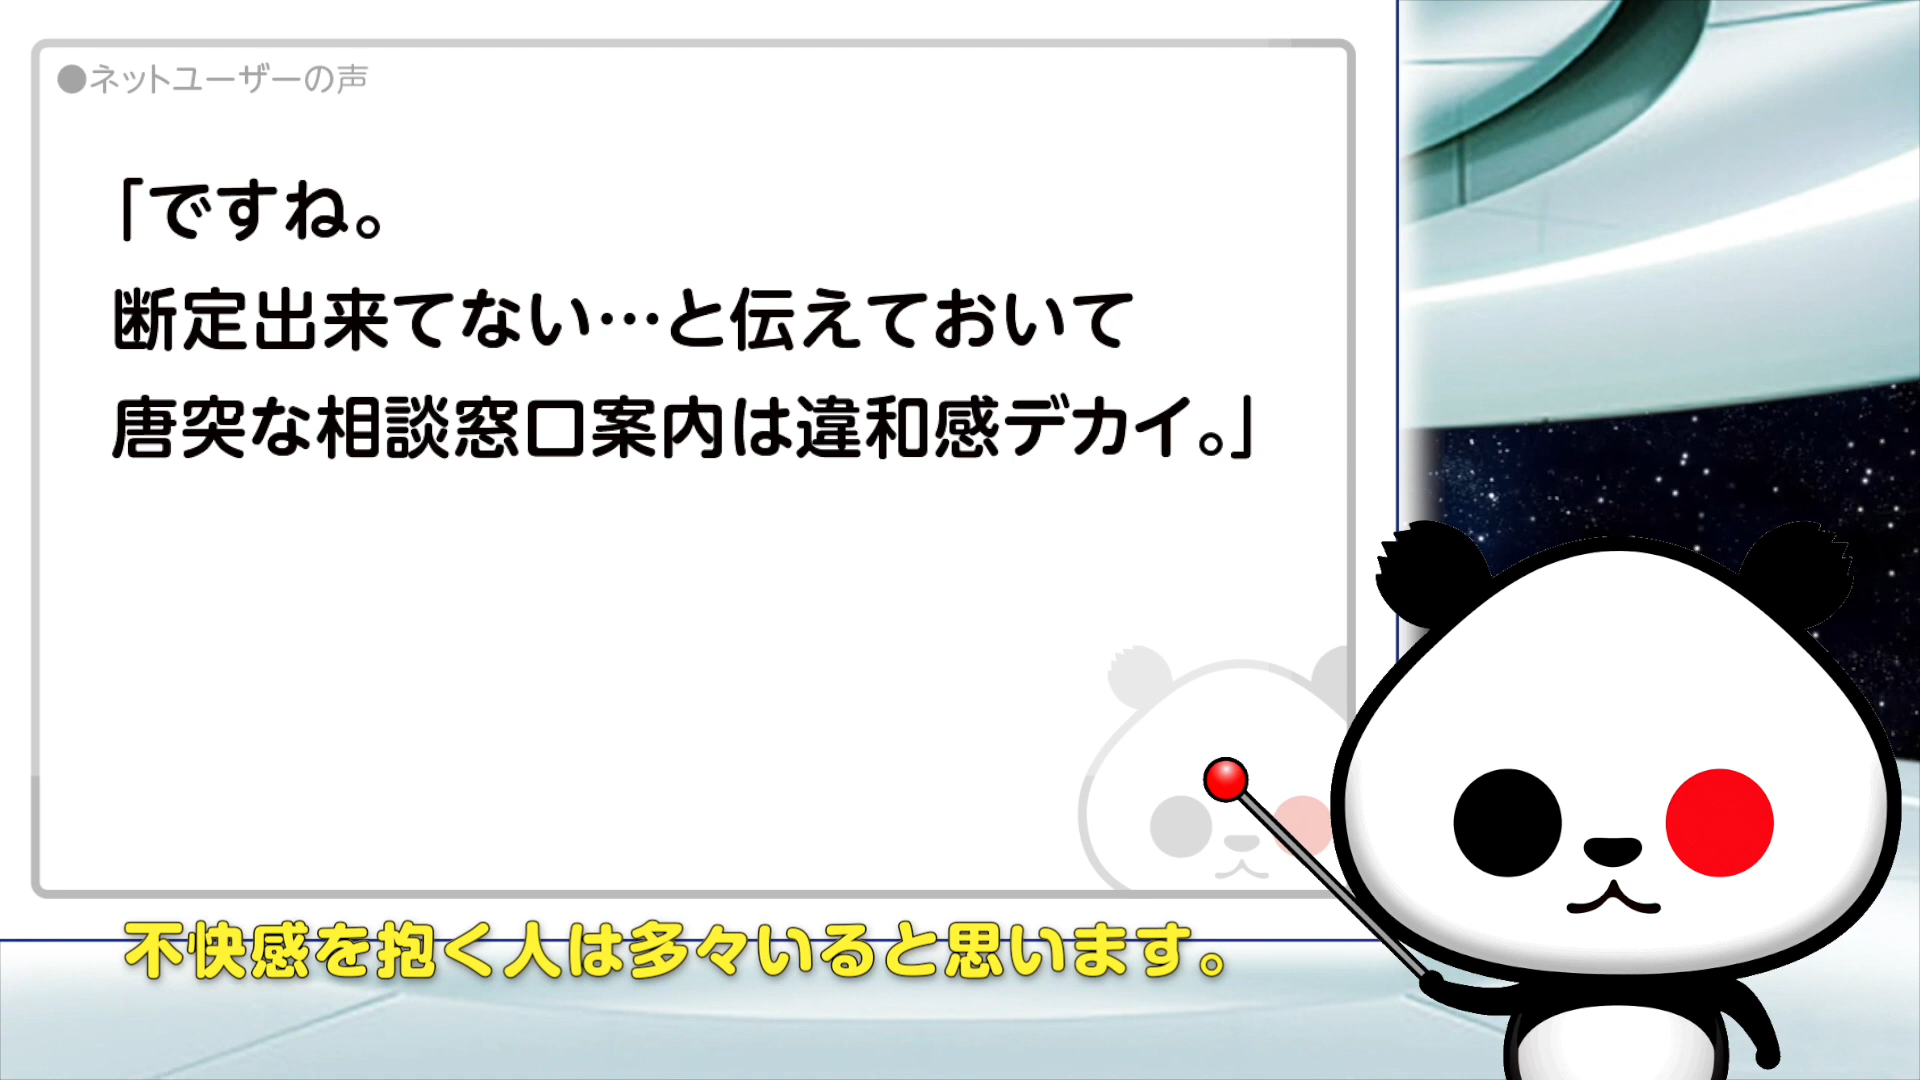 ●ネットユーザーの声
「ですね。
断定出来てない…と伝えておいて
唐突な相談窓口案内は違和感デカイ。」
不快感を抱く人は多々いると思います。